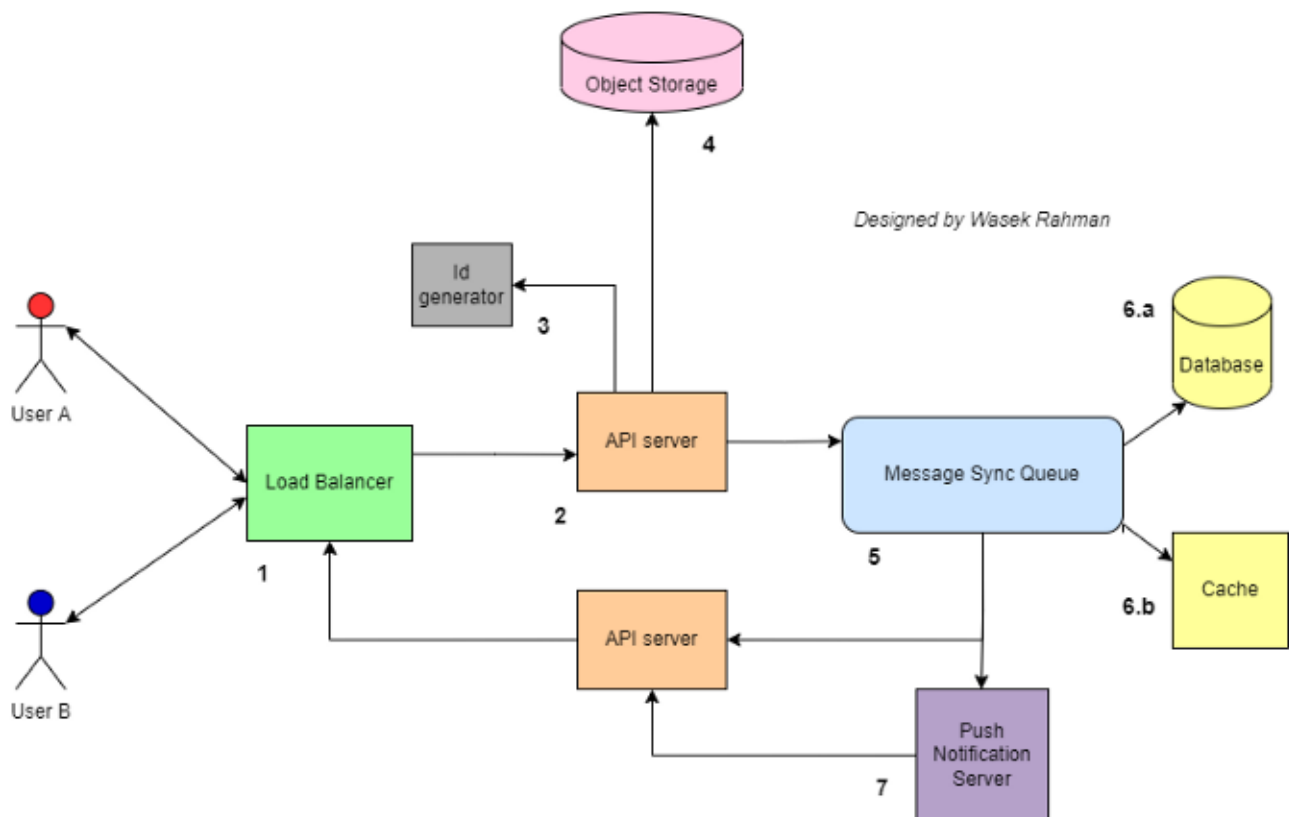 Object Storage
4
Designed by Wasek Rahman
Id
generator
3
6.a
Database
User A
API server
Load Balancer
Message Sync Queue
2
1
5
Cache
6.b
API server
User B
Push
Notification
Server
7